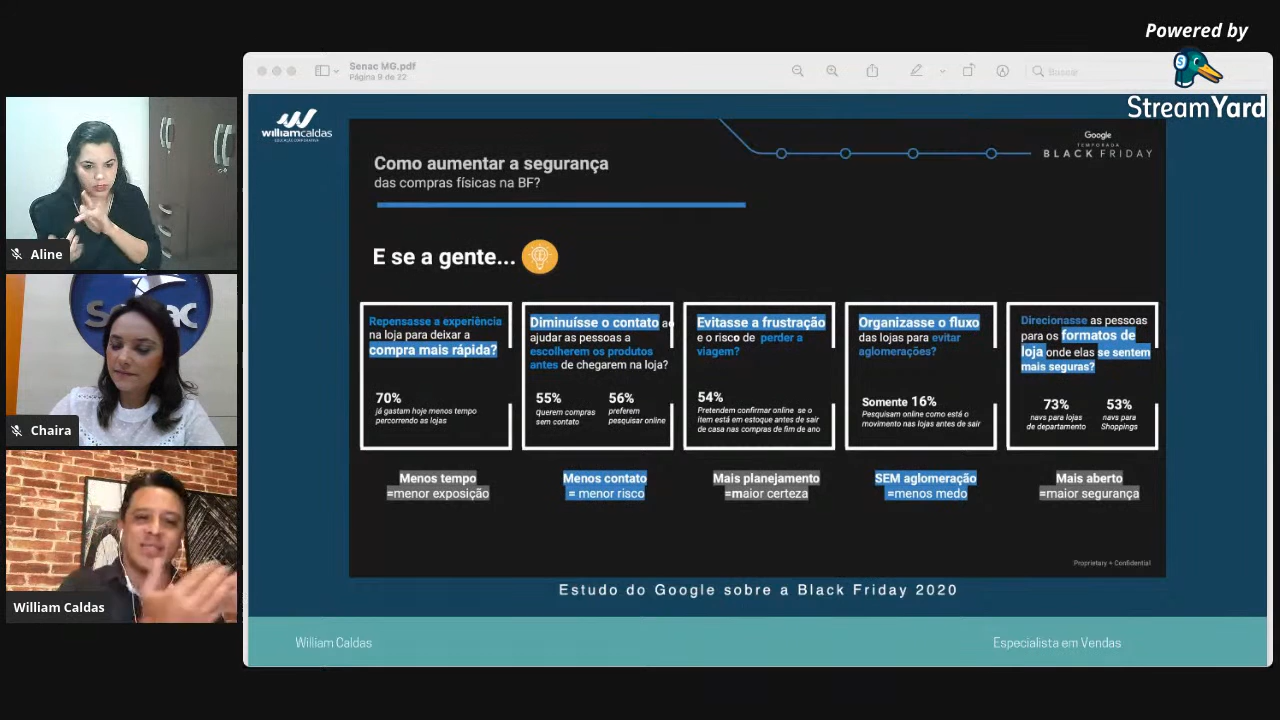 Powered by
StreamYard
Senac MG.pdf
Página 9 de 22
Buscar
williamcaldas
Google
TEMPORADA
BLACK FRIDAY
Como aumentar a segurança
das compras físicas na BF?
E se a gente...
Repensasse a experiência
na loja para deixar a
compra mais rápida?
70%
já gastam hoje menos tempo
percorrendo as lojas
Menos tempo
=menor exposição
Diminuísse o contato ao
ajudar as pessoas a
escolherem os produtos
antes de chegarem na loja?
55%
Querem compras
sem contato
56%
preferem
pesquisar online
Menos contato
= menor risco
Evitasse a frustração
e o risco de perder a
viagem?
54%
Pretendem confirmar online se o
item está em estoque antes de sair
de casa nas compras de fim de ano
Mais planejamento
=maior certeza
Organizasse o fluxo
das lojas para evitar
aglomerações?
Somente 16%
Pesquisam online como está o
movimento nas lojas antes de sair
SEM aglomeração
=menos medo
Direcionasse as pessoas
para os formatos de
loja onde elas se sentem
mais seguras?
73%
navs para lojas
de departamento
53%
navs para
Shoppings
Mais aberto
=maior segurança
Proprietary + Confidential
Estudo do Google sobre a Black Friday 2020
William Caldas
Especialista em Vendas
Aline
Senac
Chaira
William Caldas